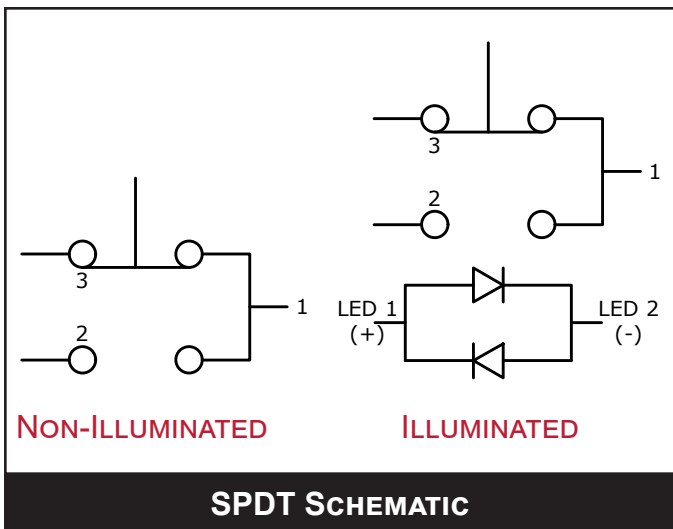 3
2
1
NON-ILLUMINATED
3
2
1
LED 1
(+)
LED 2
(-)
ILLUMINATED
SPDT SCHEMATIC